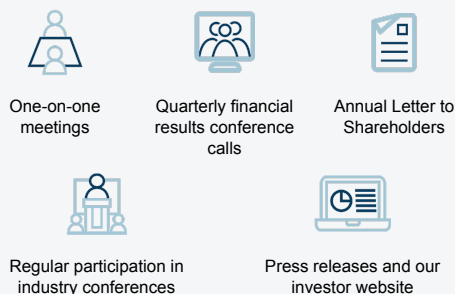 One-on-one
meetings
Quarterly financial
results conference
calls
Annual Letter to
Shareholders
Regular participation in
industry conferences
Press releases and our
investor website